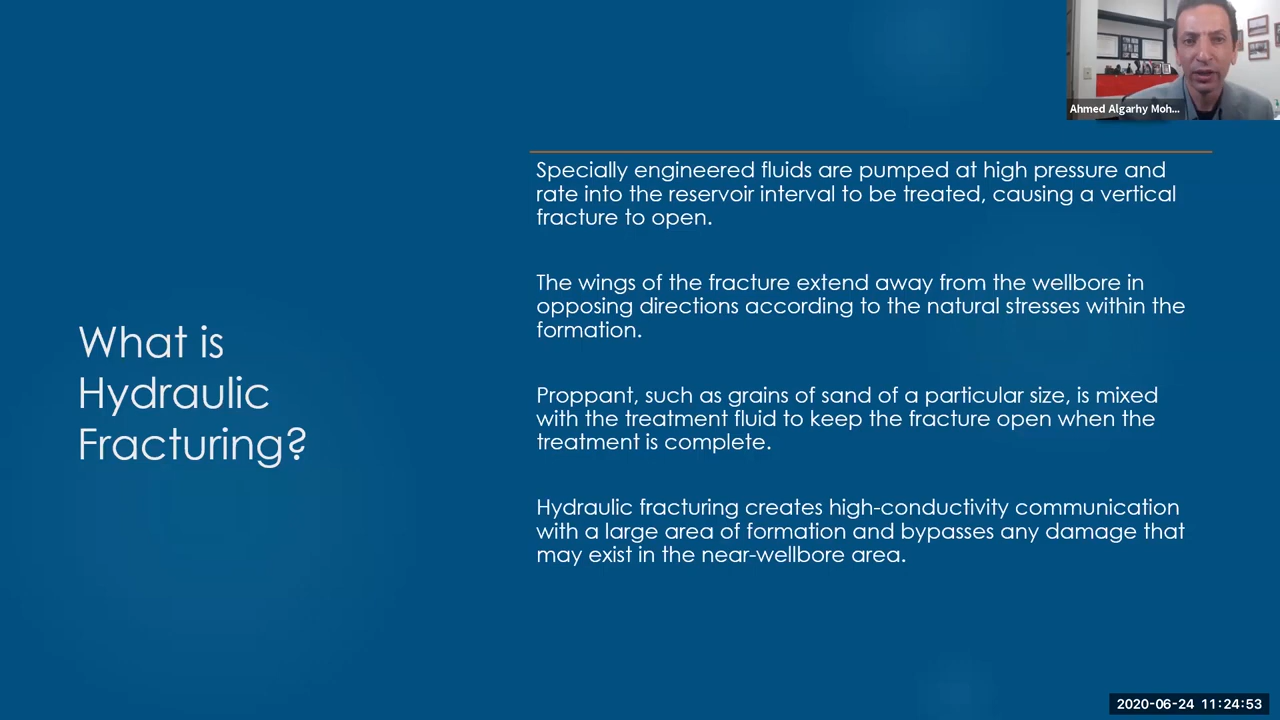 Ahmed Algarhy Moh...
What is
Hydraulic
Fracturing?
Specially engineered fluids are pumped at high pressure and
rate into the reservoir interval to be treated, causing a vertical
fracture to open.
The wings of the fracture extend away from the wellbore in
opposing directions according to the natural stresses within the
formation.
Proppant, such as grains of sand of a particular size, is mixed
with the treatment fluid to keep the fracture open when the
treatment is complete.
Hydraulic fracturing creates high-conductivity communication
with a large area of formation and bypasses any damage that
may exist in the near-wellbore area.
2020-06-24 11:24:53